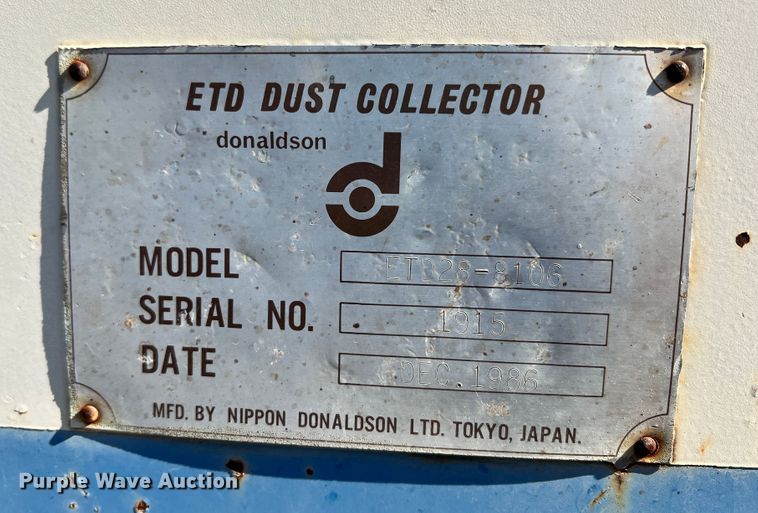 ETD DUST COLLECTOR
donaldson
MODEL ETD28-8106
SERIAL NO. 1915
DATE DEC.1986
MFD. BY NIPPON DONALDSON LTD. TOKYO, JAPAN.
Purple Wave Auction